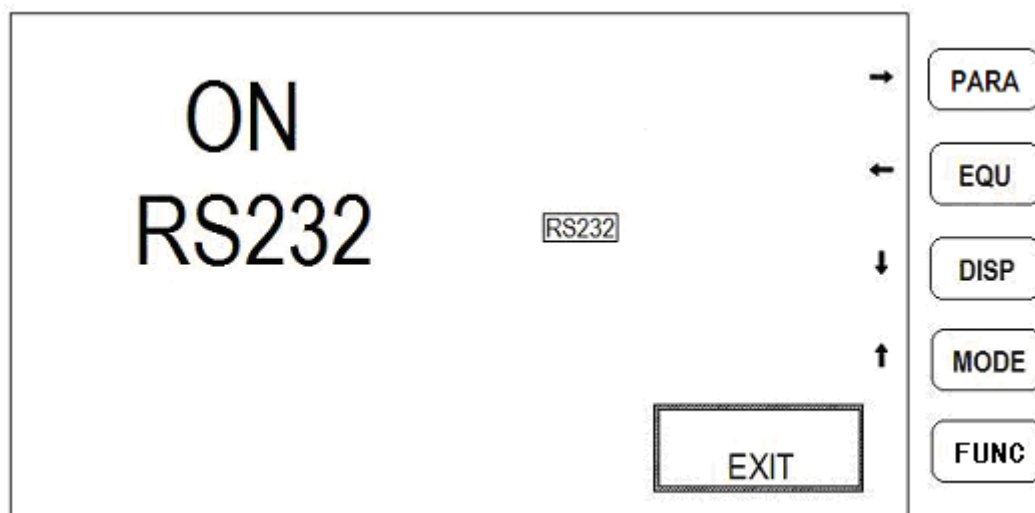 ON
RS232
RS232
EXIT
→ PARA
← EQU
↓ DISP
↑ MODE
FUNC